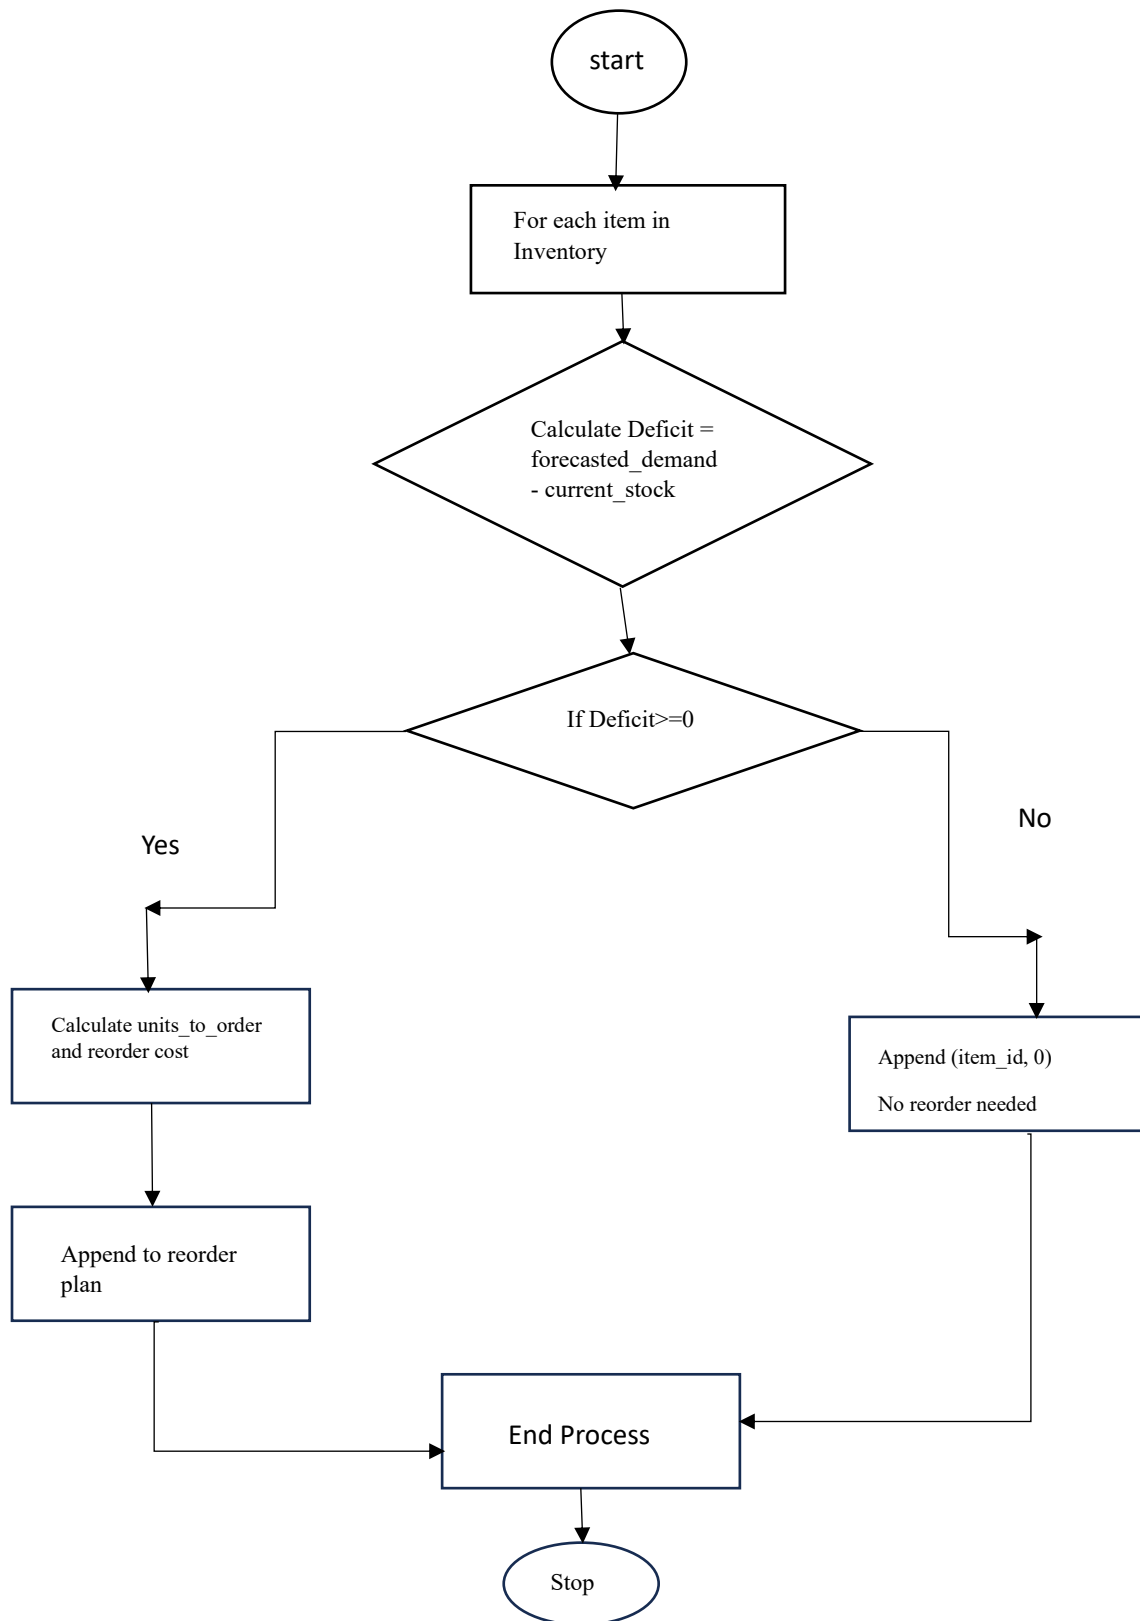 start
For each item in
Inventory
Calculate Deficit =
forecasted_demand
- current_stock
If Deficit>=0
Yes
No
Calculate units_to_order
and reorder cost
Append (item_id, 0)
No reorder needed
Append to reorder
plan
End Process
Stop